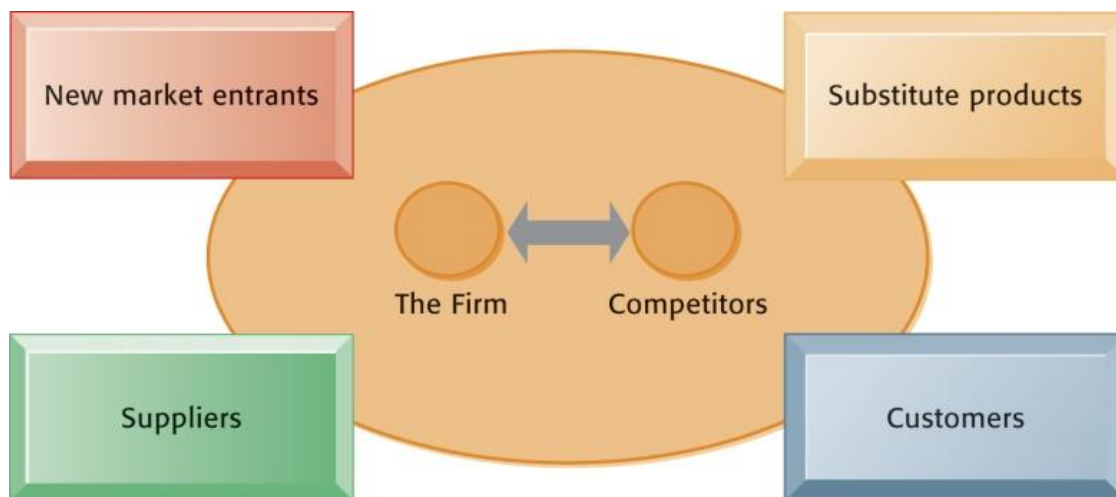 New market entrants
Substitute products
The Firm
Competitors
Suppliers
Customers